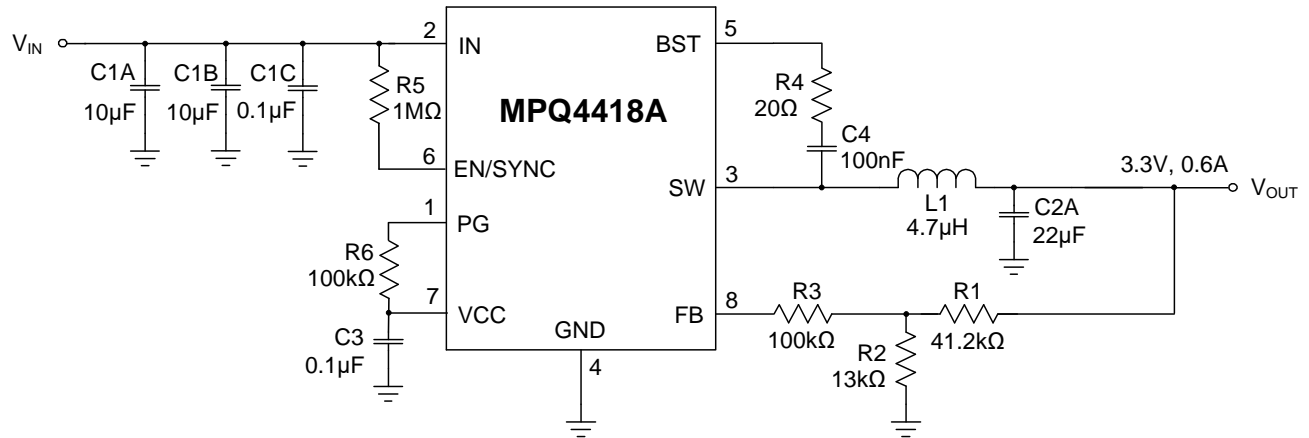 V_IN
C1A
10µF
C1B
10µF
C1C
0.1µF
R5
1MΩ
2
IN
6
EN/SYNC
1
PG
R6
100kΩ
7
VCC
C3
0.1µF
MPQ4418A
GND
4
5
BST
R4
20Ω
C4
100nF
3
SW
L1
4.7µH
C2A
22µF
3.3V, 0.6A
V_OUT
8
FB
R3
100kΩ
R2
13kΩ
R1
41.2kΩ